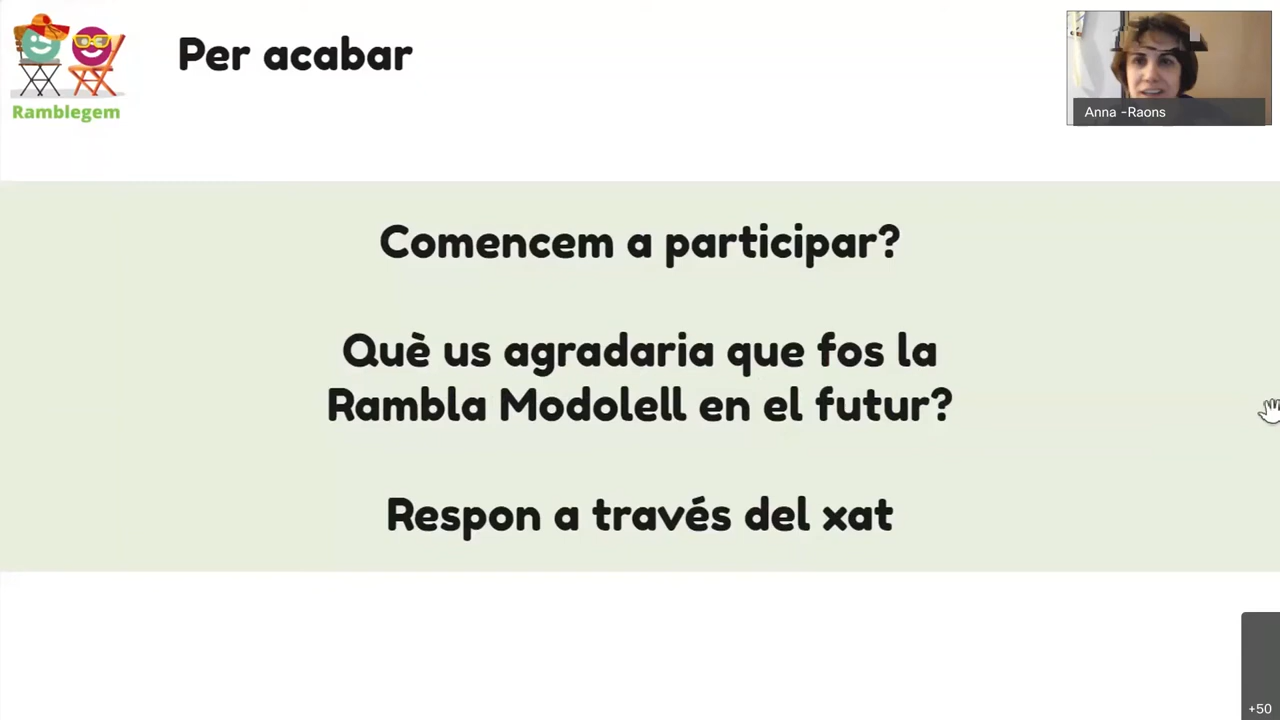 Per acabar
Ramblegem
Anna -Raons
Comencem a participar?
Què us agradaria que fos la
Rambla Modolell en el futur?
Respon a través del xat
+50